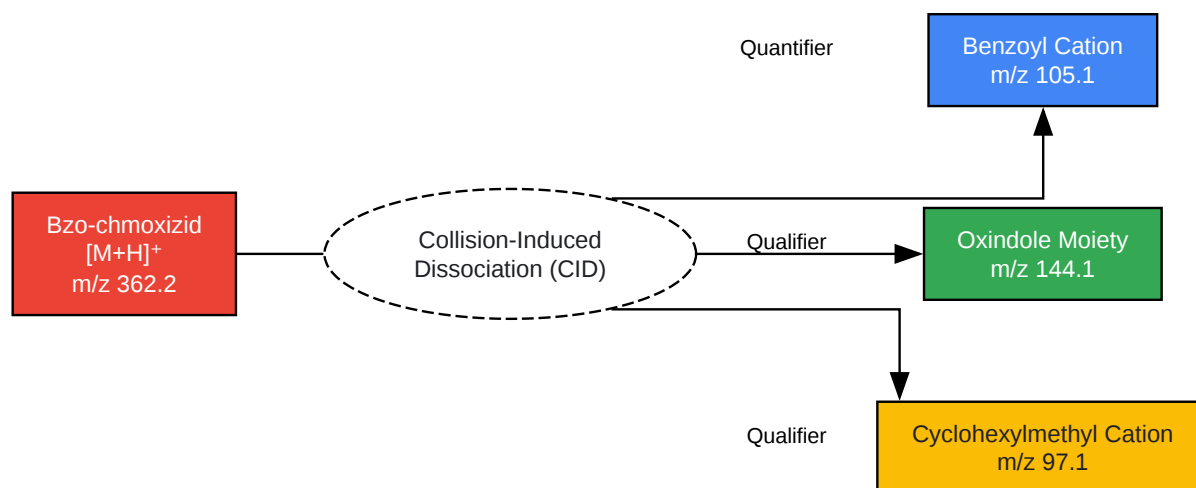 Quantifier
Benzoyl Cation
m/z 105.1
Bzo-chmoxizid
[M+H]⁺
m/z 362.2
Collision-Induced
Dissociation (CID)
Qualifier
Oxindole Moiety
m/z 144.1
Qualifier
Cyclohexylmethyl Cation
m/z 97.1